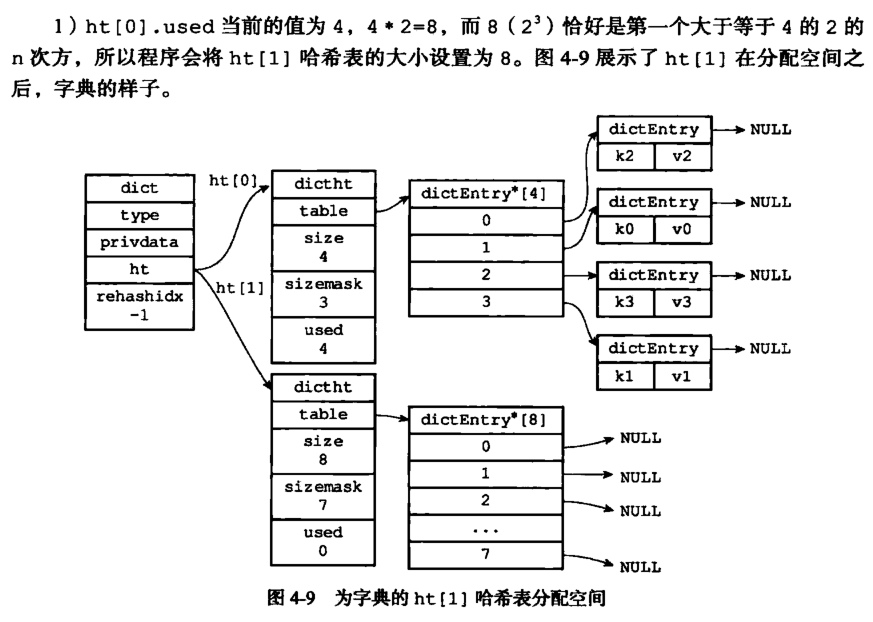 1）ht[0].used 当前的值为 4，4 * 2=8，而 8（2³）恰好是第一个大于等于 4 的 2 的
n 次方，所以程序会将 ht[1] 哈希表的大小设置为 8。图 4-9 展示了 ht[1] 在分配空间之
后，字典的样子。
dict
type
privdata
ht
rehashidx
-1
ht[0]
ht[1]
dictht
table
size
4
sizemask
3
used
4
dictEntry*[4]
0
1
2
3
dictEntry
k2 v2
NULL
dictEntry
k0 v0
NULL
dictEntry
k3 v3
NULL
dictEntry
k1 v1
NULL
dictht
table
size
8
sizemask
7
used
0
dictEntry*[8]
0
1
2
...
7
NULL
NULL
NULL
NULL
图 4-9 为字典的 ht[1] 哈希表分配空间